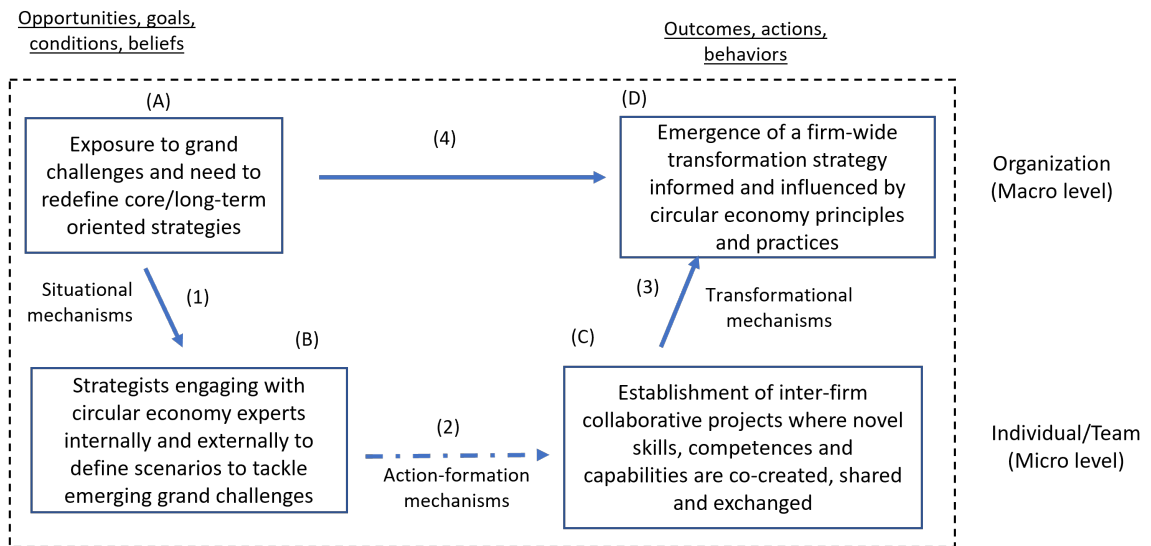 Opportunities, goals,
conditions, beliefs
Outcomes, actions,
behaviors
(A)
Exposure to grand
challenges and need to
redefine core/long-term
oriented strategies
(4)
(D)
Emergence of a firm-wide
transformation strategy
informed and influenced by
circular economy principles
and practices
Organization
(Macro level)
Situational
mechanisms
(1)
(3)
Transformational
mechanisms
(B)
Strategists engaging with
circular economy experts
internally and externally to
define scenarios to tackle
emerging grand challenges
(2)
Action-formation
mechanisms
(C)
Establishment of inter-firm
collaborative projects where novel
skills, competences and
capabilities are co-created, shared
and exchanged
Individual/Team
(Micro level)